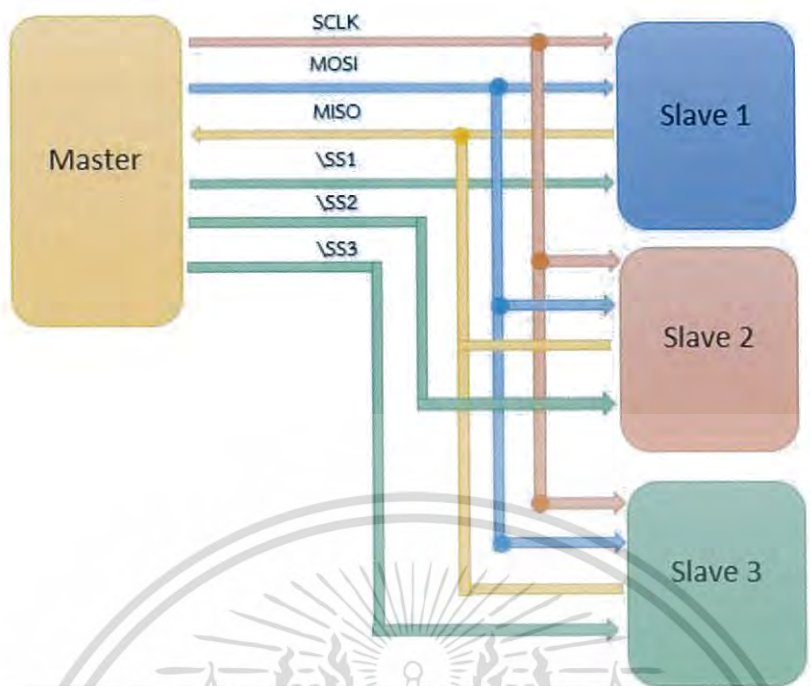 SCLK
MOSI
MISO
Master
Slave 1
\SS1
\SS2
\SS3
Slave 2
Slave 3